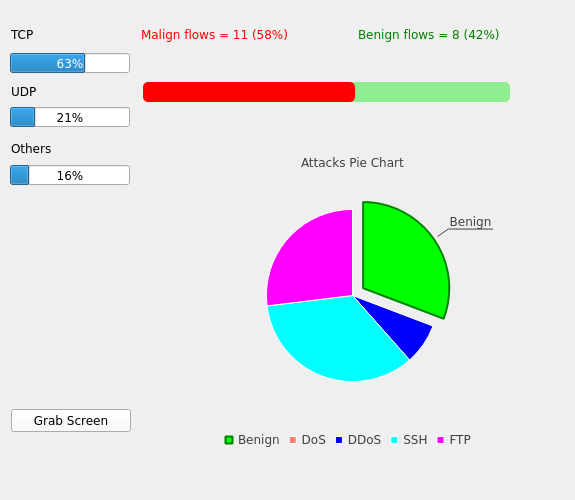 TCP
Malign flows = 11 (58%)
Benign flows = 8 (42%)
63%
UDP
21%
Others
16%
Attacks Pie Chart
Benign
Grab Screen
Benign DoS DDoS SSH FTP